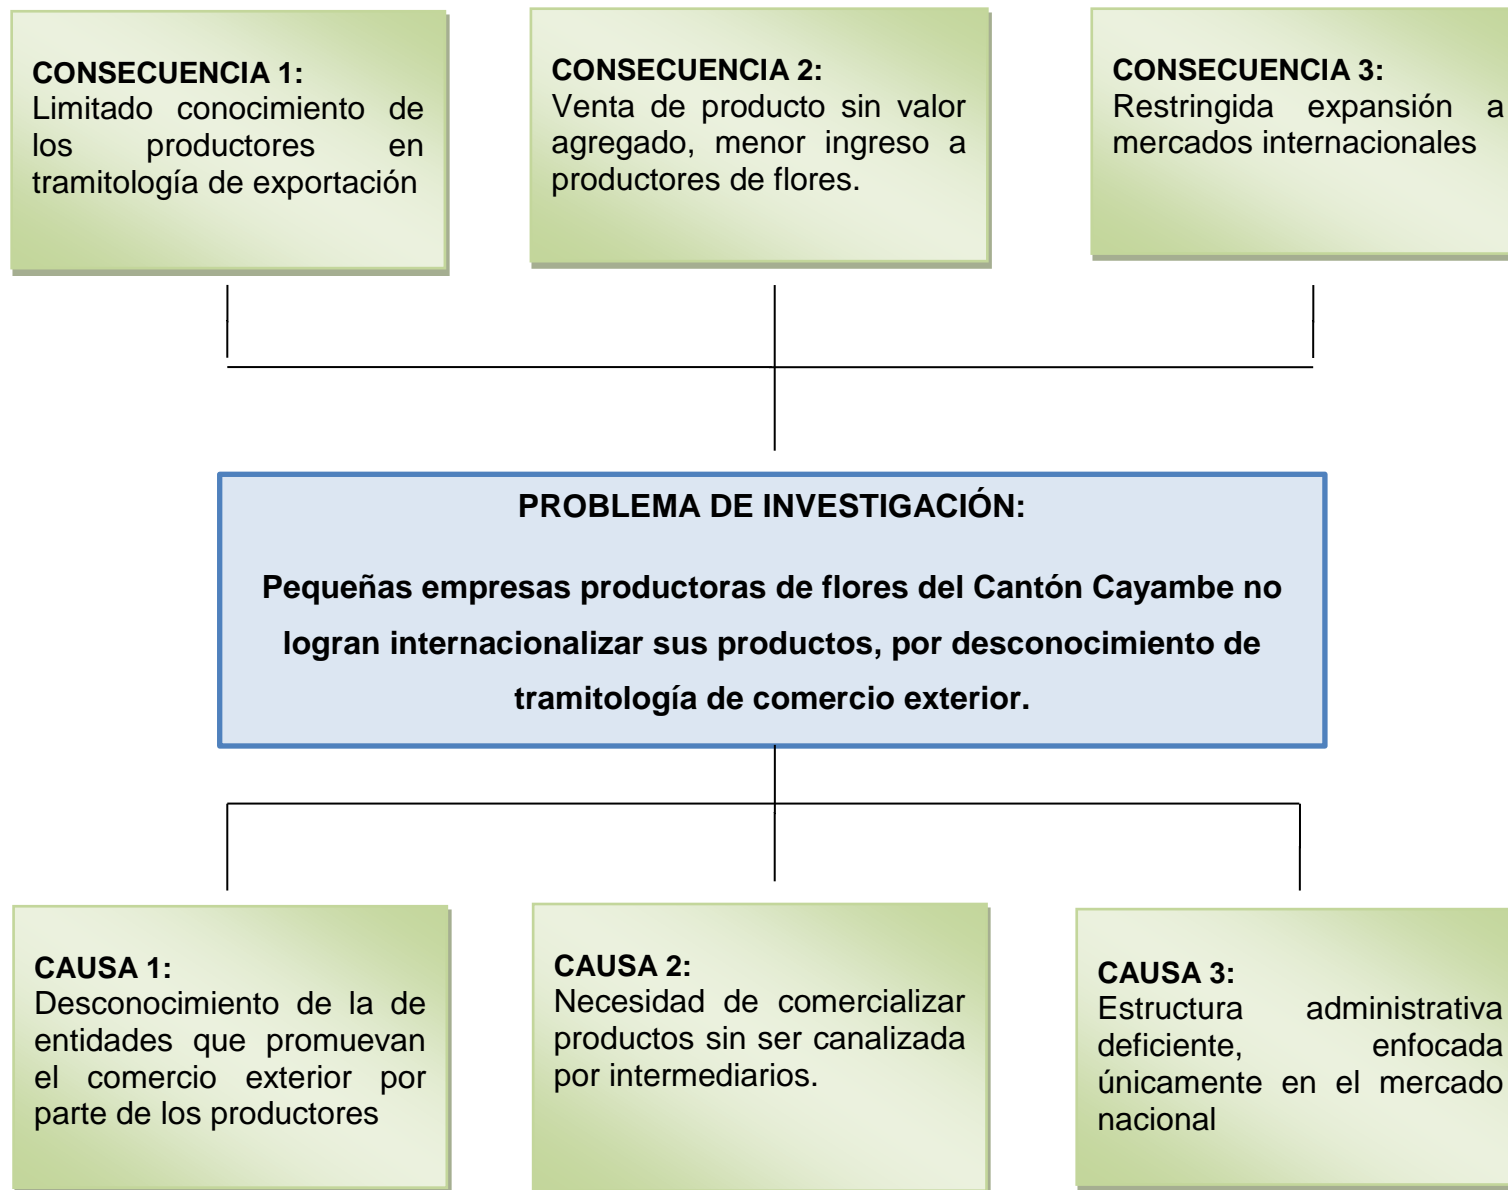 CONSECUENCIA 1:
Limitado conocimiento de
los productores en
tramitología de exportación
CONSECUENCIA 2:
Venta de producto sin valor
agregado, menor ingreso a
productores de flores.
CONSECUENCIA 3:
Restringida expansión a
mercados internacionales
PROBLEMA DE INVESTIGACIÓN:
Pequeñas empresas productoras de flores del Cantón Cayambe no
logran internacionalizar sus productos, por desconocimiento de
tramitología de comercio exterior.
CAUSA 1:
Desconocimiento de la de
entidades que promuevan
el comercio exterior por
parte de los productores
CAUSA 2:
Necesidad de comercializar
productos sin ser canalizada
por intermediarios.
CAUSA 3:
Estructura administrativa
deficiente, enfocada
únicamente en el mercado
nacional